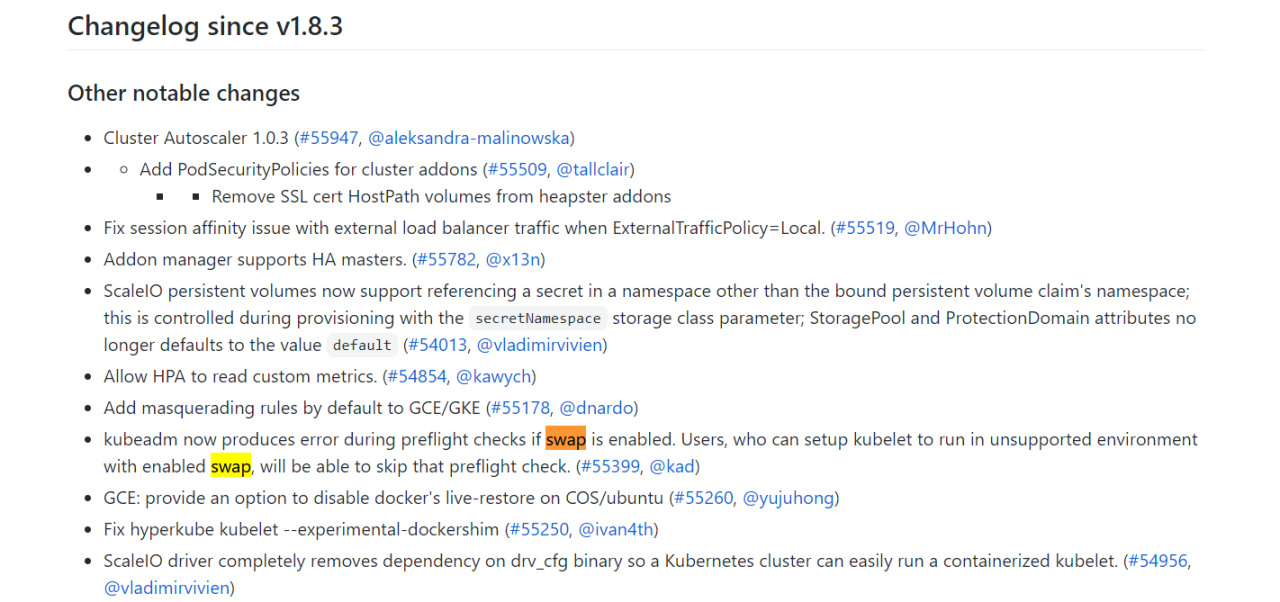 Changelog since v1.8.3
Other notable changes
Cluster Autoscaler 1.0.3 (#55947, @aleksandra-malinowska)
Add PodSecurityPolicies for cluster addons (#55509, @tallclair)
Remove SSL cert HostPath volumes from heapster addons
Fix session affinity issue with external load balancer traffic when ExternalTrafficPolicy=Local. (#55519, @MrHohn)
Addon manager supports HA masters. (#55782, @x13n)
ScaleIO persistent volumes now support referencing a secret in a namespace other than the bound persistent volume claim's namespace;
this is controlled during provisioning with the secretNamespace storage class parameter; StoragePool and ProtectionDomain attributes no
longer defaults to the value default (#54013, @vladimirvivien)
Allow HPA to read custom metrics. (#54854, @kawych)
Add masquerading rules by default to GCE/GKE (#55178, @dnardo)
kubeadm now produces error during preflight checks if swap is enabled. Users, who can setup kubelet to run in unsupported environment
with enabled swap, will be able to skip that preflight check. (#55399, @kad)
GCE: provide an option to disable docker's live-restore on COS/ubuntu (#55260, @yujuhong)
Fix hyperkube kubelet --experimental-dockershim (#55250, @ivan4th)
ScaleIO driver completely removes dependency on drv_cfg binary so a Kubernetes cluster can easily run a containerized kubelet. (#54956,
@vladimirvivien)